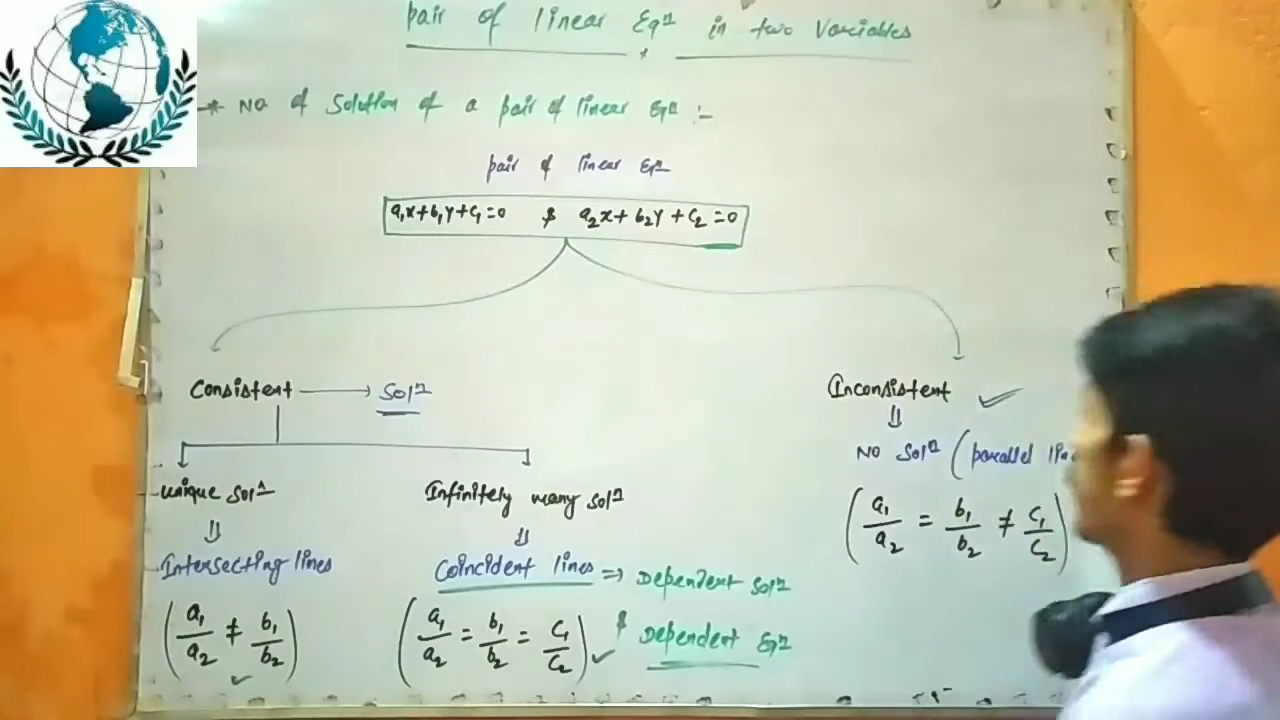 pair of linear Eqⁿ in two Variables
* No of Solution of a pair of linear Eqⁿ :-
pair of linear Eqⁿ
a₁x+b₁y+c₁=0 & a₂x+b₂y+c₂=0
Consistent → Solⁿ
Inconsistent ✓
⇓
No Solⁿ (parallel
(a₁/a₂ = b₁/b₂ ≠ c₁/c₂)
unique Solⁿ
⇓
Intersecting lines
(a₁/a₂ ≠ b₁/b₂) ✓
Infinitely many Solⁿ
⇓
Coincident lines ⇒ Dependent Solⁿ
(a₁/a₂ = b₁/b₂ = c₁/c₂) ✓ & Dependent Eqⁿ